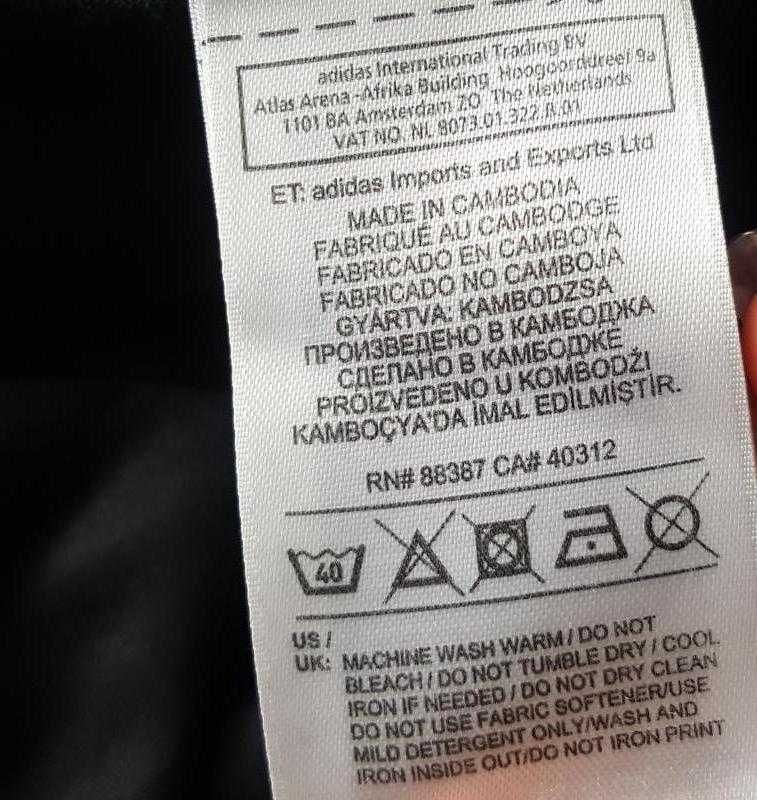 adidas International Trading BV
Atlas Arena -Afrika Building, Hoogoorddreef 9a
1101 BA Amsterdam ZO, The Netherlands
VAT NO. NL 8073.01.322.B.01
ET: adidas Imports and Exports Ltd
MADE IN CAMBODIA
FABRIQUÉ AU CAMBODGE
FABRICADO EN CAMBOYA
FABRICADO NO CAMBOJA
GYÁRTVA: KAMBODZSA
ПРОИЗВЕДЕНО В КАМБОДЖА
СДЕЛАНО В КАМБОДЖЕ
PROIZVEDENO U KOMBODŽI
KAMBOÇYA'DA İMAL EDİLMİŞTİR.
RN# 88387 CA# 40312
40
US /
UK: MACHINE WASH WARM / DO NOT
BLEACH / DO NOT TUMBLE DRY / COOL
IRON IF NEEDED / DO NOT DRY CLEAN
DO NOT USE FABRIC SOFTENER/USE
MILD DETERGENT ONLY/WASH AND
IRON INSIDE OUT/DO NOT IRON PRINT